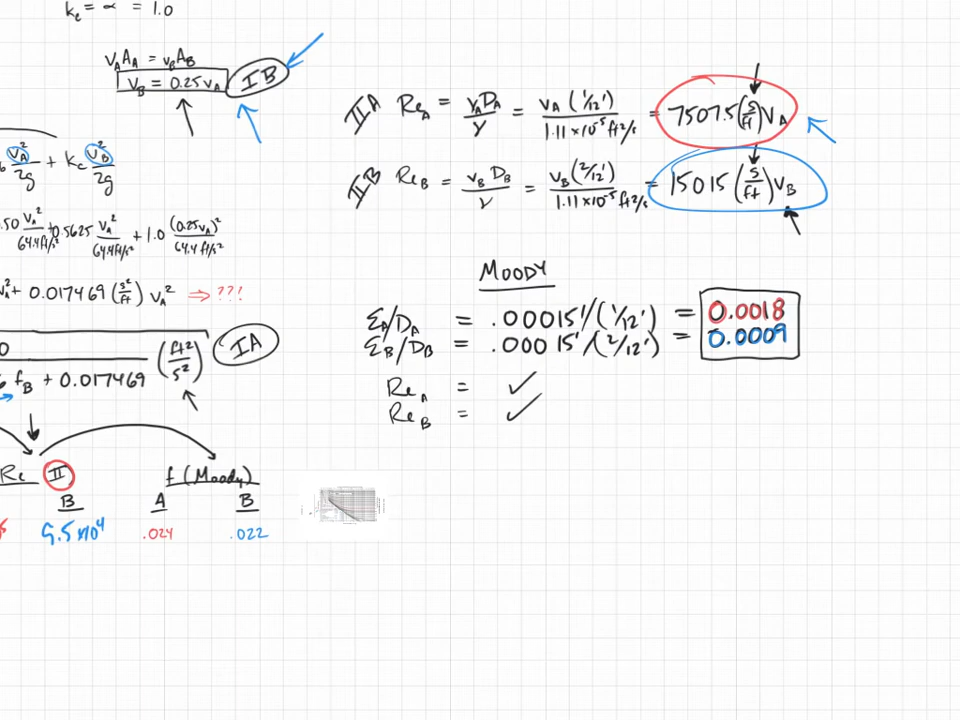 k_c = α = 1.0
v_A A_A = v_B A_B
v_B = 0.25 v_A IB
v_A²/2g + k_c v_B²/2g
.50 v_A²/64.4 ft/s² + 0.5625 v_A²/64.4 ft/s² + 1.0 (0.25 v_A)²/64.4 ft/s²
v_A² + 0.017469 (s²/ft) v_A² ⇒ ???
0 (ft²/s²) IA
f_B + 0.017469
Re II f (Moody)
B A B
9.5 x 10⁴ .024 .022
IIA Re_A = v_A D_A/γ = v_A (1/12')/1.11 x 10⁻⁵ ft²/s = 7507.5 (s/ft) v_A
IIB Re_B = v_B D_B/γ = v_B (2/12')/1.11 x 10⁻⁵ ft²/s = 15015 (s/ft) v_B
MOODY
ε_A/D_A = .00015'/(1/12') = 0.0018
ε_B/D_B = .00015'/(2/12') = 0.0009
Re_A = ✓
Re_B = ✓